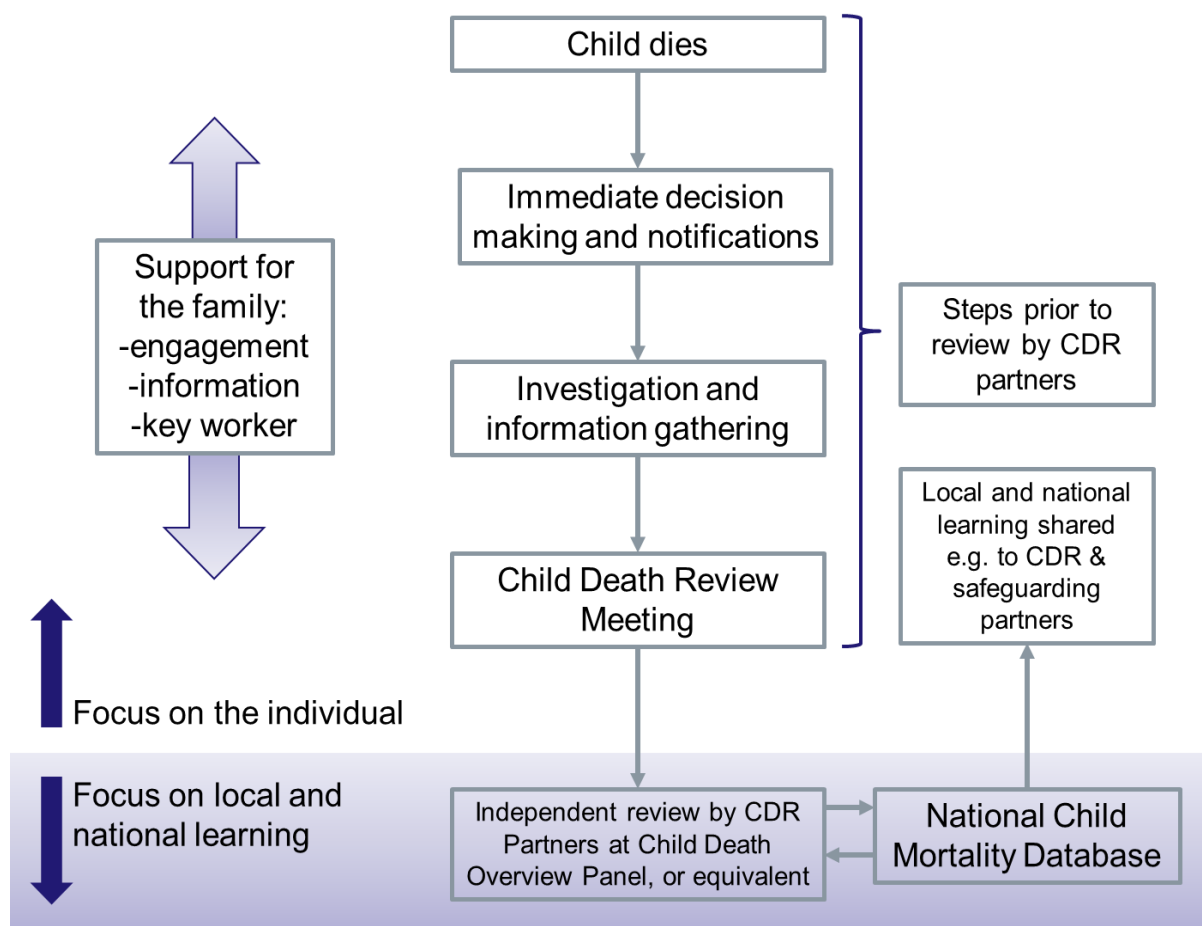 Child dies
Immediate decision
making and notifications
Support for
the family:
-engagement
-information
-key worker
Steps prior to
review by CDR
partners
Investigation and
information gathering
Local and national
learning shared
e.g. to CDR &
safeguarding
partners
Child Death Review
Meeting
Focus on the individual
Focus on local and
national learning
Independent review by CDR
Partners at Child Death
Overview Panel, or equivalent
National Child
Mortality Database